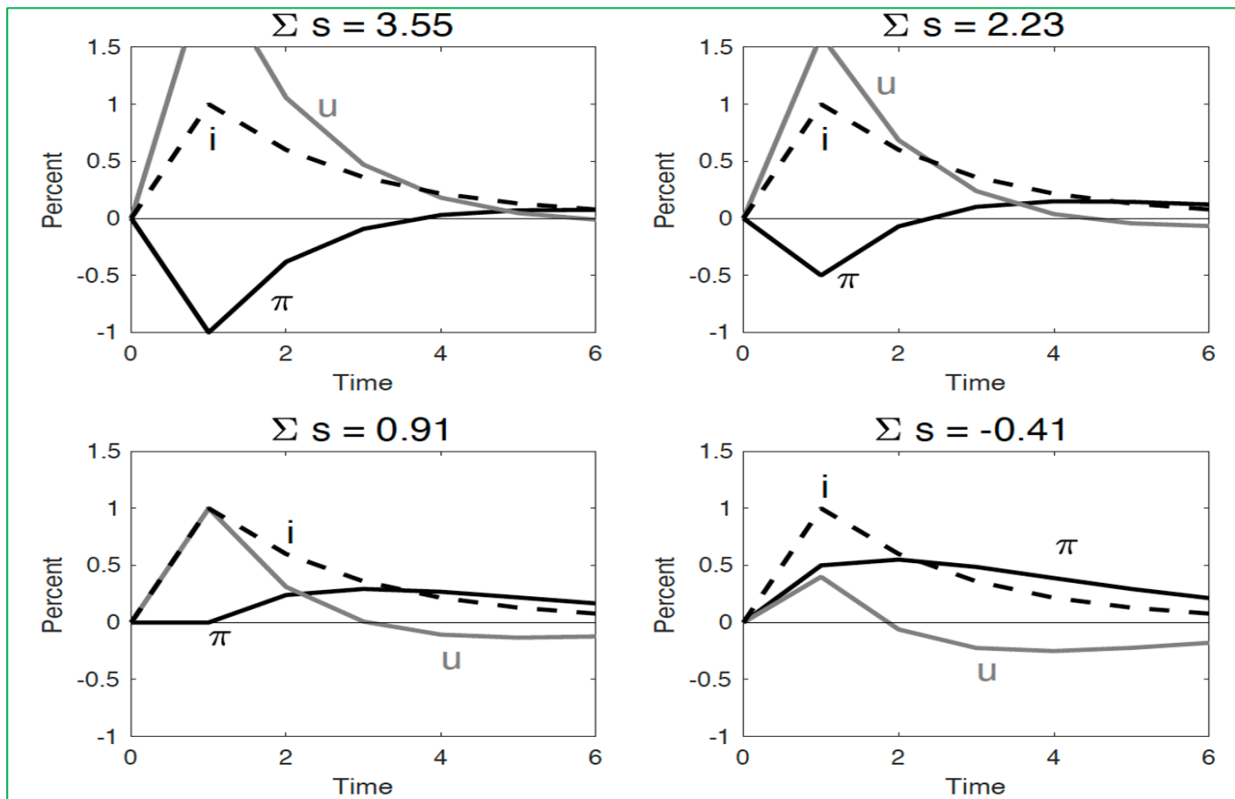 Σ s = 3.55
1.5
1
0.5
0
-0.5
-1
Percent
u
i
π
0 2 4 6
Time
Σ s = 2.23
1.5
1
0.5
0
-0.5
-1
Percent
u
i
π
0 2 4 6
Time
Σ s = 0.91
1.5
1
0.5
0
-0.5
-1
Percent
i
π
u
0 2 4 6
Time
Σ s = -0.41
1.5
1
0.5
0
-0.5
-1
Percent
i
π
u
0 2 4 6
Time